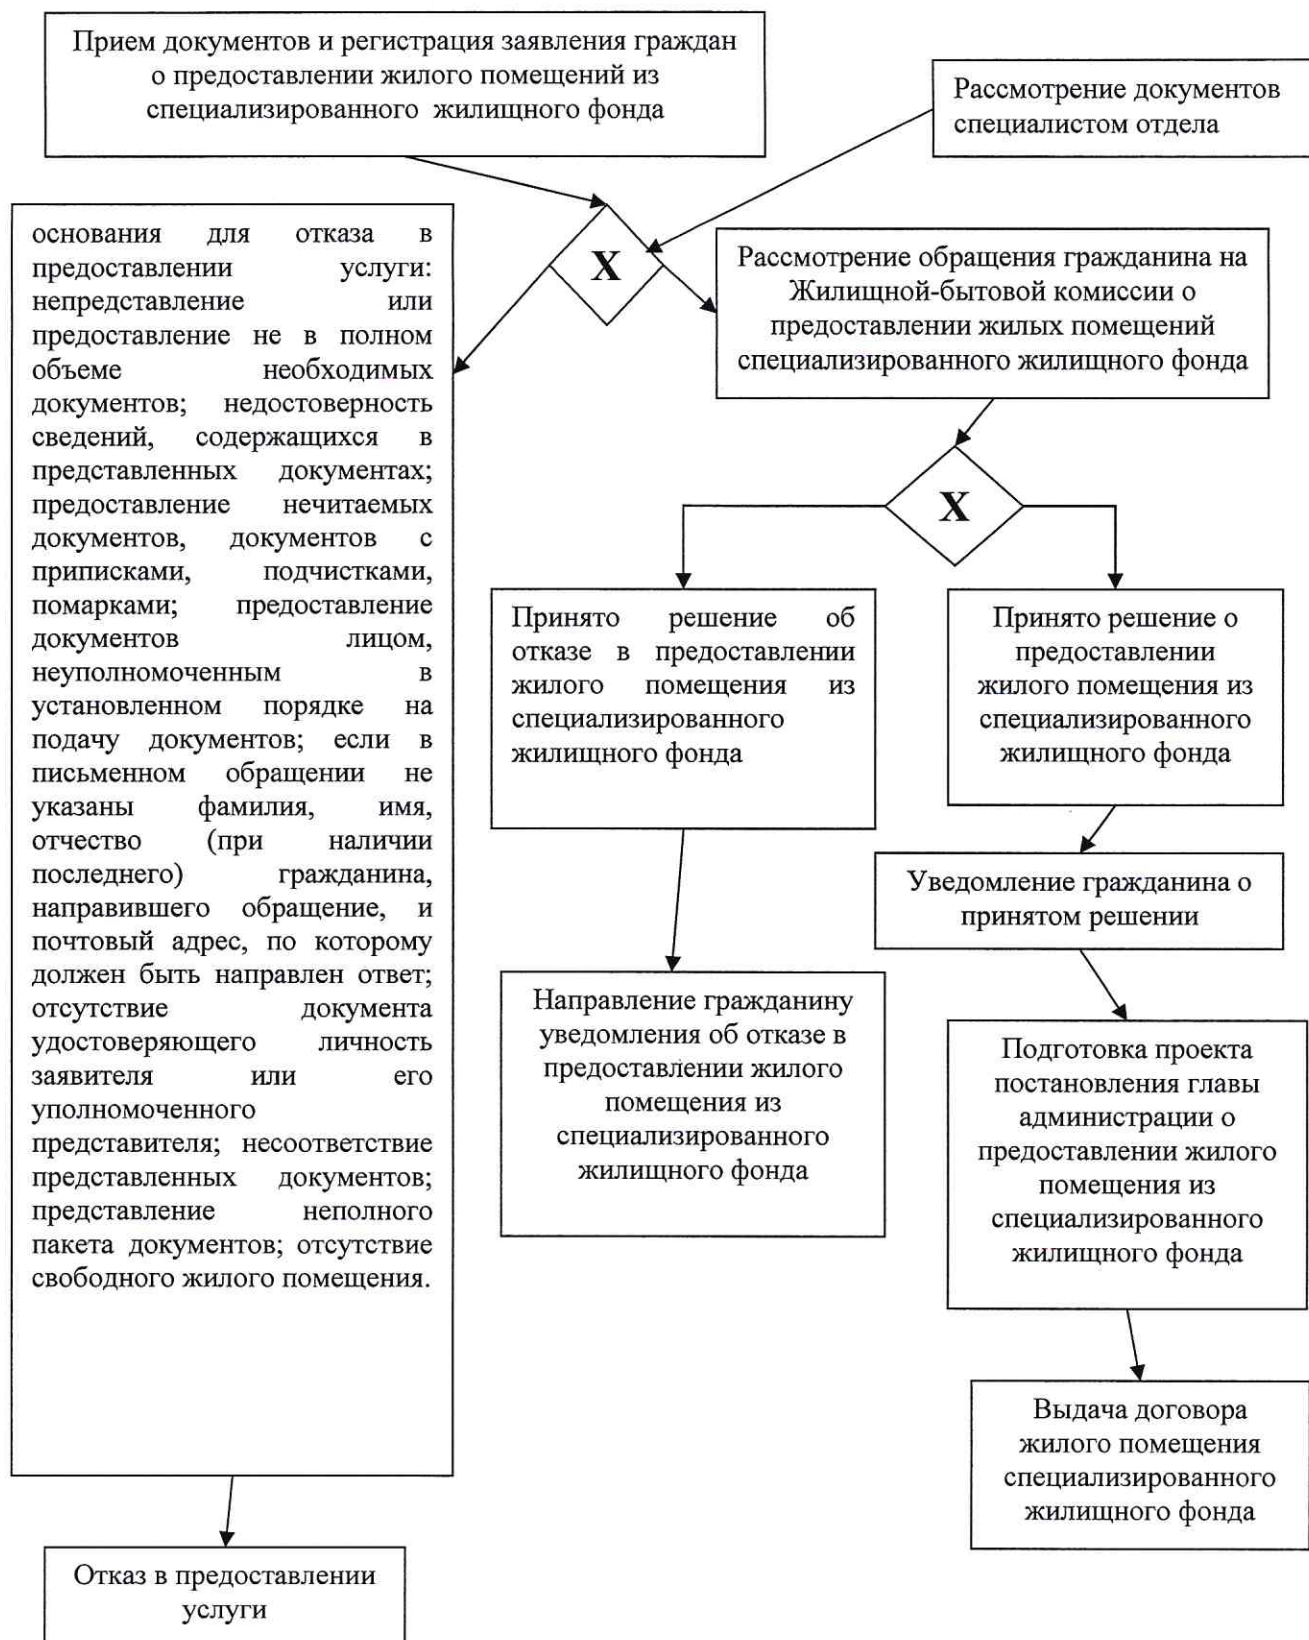 Прием документов и регистрация заявления граждан
о предоставлении жилого помещений из
специализированного жилищного фонда
Рассмотрение документов
специалистом отдела
основания для отказа в
предоставлении услуги:
непредставление или
предоставление не в полном
объеме необходимых
документов; недостоверность
сведений, содержащихся в
представленных документах;
предоставление нечитаемых
документов, документов с
приписками, подчистками,
помарками; предоставление
документов лицом,
неуполномоченным в
установленном порядке на
подачу документов; если в
письменном обращении не
указаны фамилия, имя,
отчество (при наличии
последнего) гражданина,
направившего обращение, и
почтовый адрес, по которому
должен быть направлен ответ;
отсутствие документа
удостоверяющего личность
заявителя или его
уполномоченного
представителя; несоответствие
представленных документов;
представление неполного
пакета документов; отсутствие
свободного жилого помещения.
X
Рассмотрение обращения гражданина на
Жилищной-бытовой комиссии о
предоставлении жилых помещений
специализированного жилищного фонда
X
Принято решение об
отказе в предоставлении
жилого помещения из
специализированного
жилищного фонда
Принято решение о
предоставлении
жилого помещения из
специализированного
жилищного фонда
Уведомление гражданина о
принятом решении
Направление гражданину
уведомления об отказе в
предоставлении жилого
помещения из
специализированного
жилищного фонда
Подготовка проекта
постановления главы
администрации о
предоставлении жилого
помещения из
специализированного
жилищного фонда
Выдача договора
жилого помещения
специализированного
жилищного фонда
Отказ в предоставлении
услуги